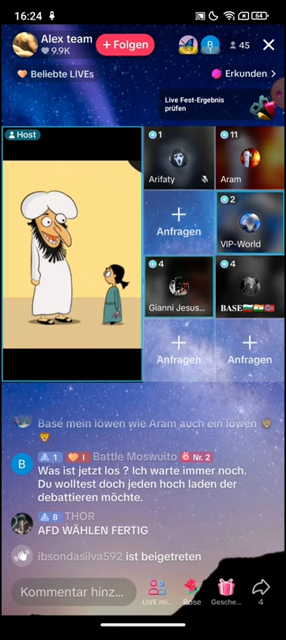 16:24
64
Alex team
9.9K
+ Folgen
B
45
Beliebte LIVEs
Erkunden >
Live Fest-Ergebnis
prüfen
Host
1
Arifaty
11
Aram
Anfragen
2
VIP-World
4
Gianni Jesus...
4
BASE
Anfragen
Anfragen
Base mein löwen wie Aram auch ein löwen
B
1
I
Battle Moswuito
Nr. 2
Was ist jetzt los ? Ich warte immer noch.
Du wolltest doch jeden hoch laden der
debattieren möchte.
8
THOR
AFD WÄHLEN FERTIG
ibsondasilva592 ist beigetreten
Kommentar hinz...
LIVE mi...
Rose
Gesche...
4